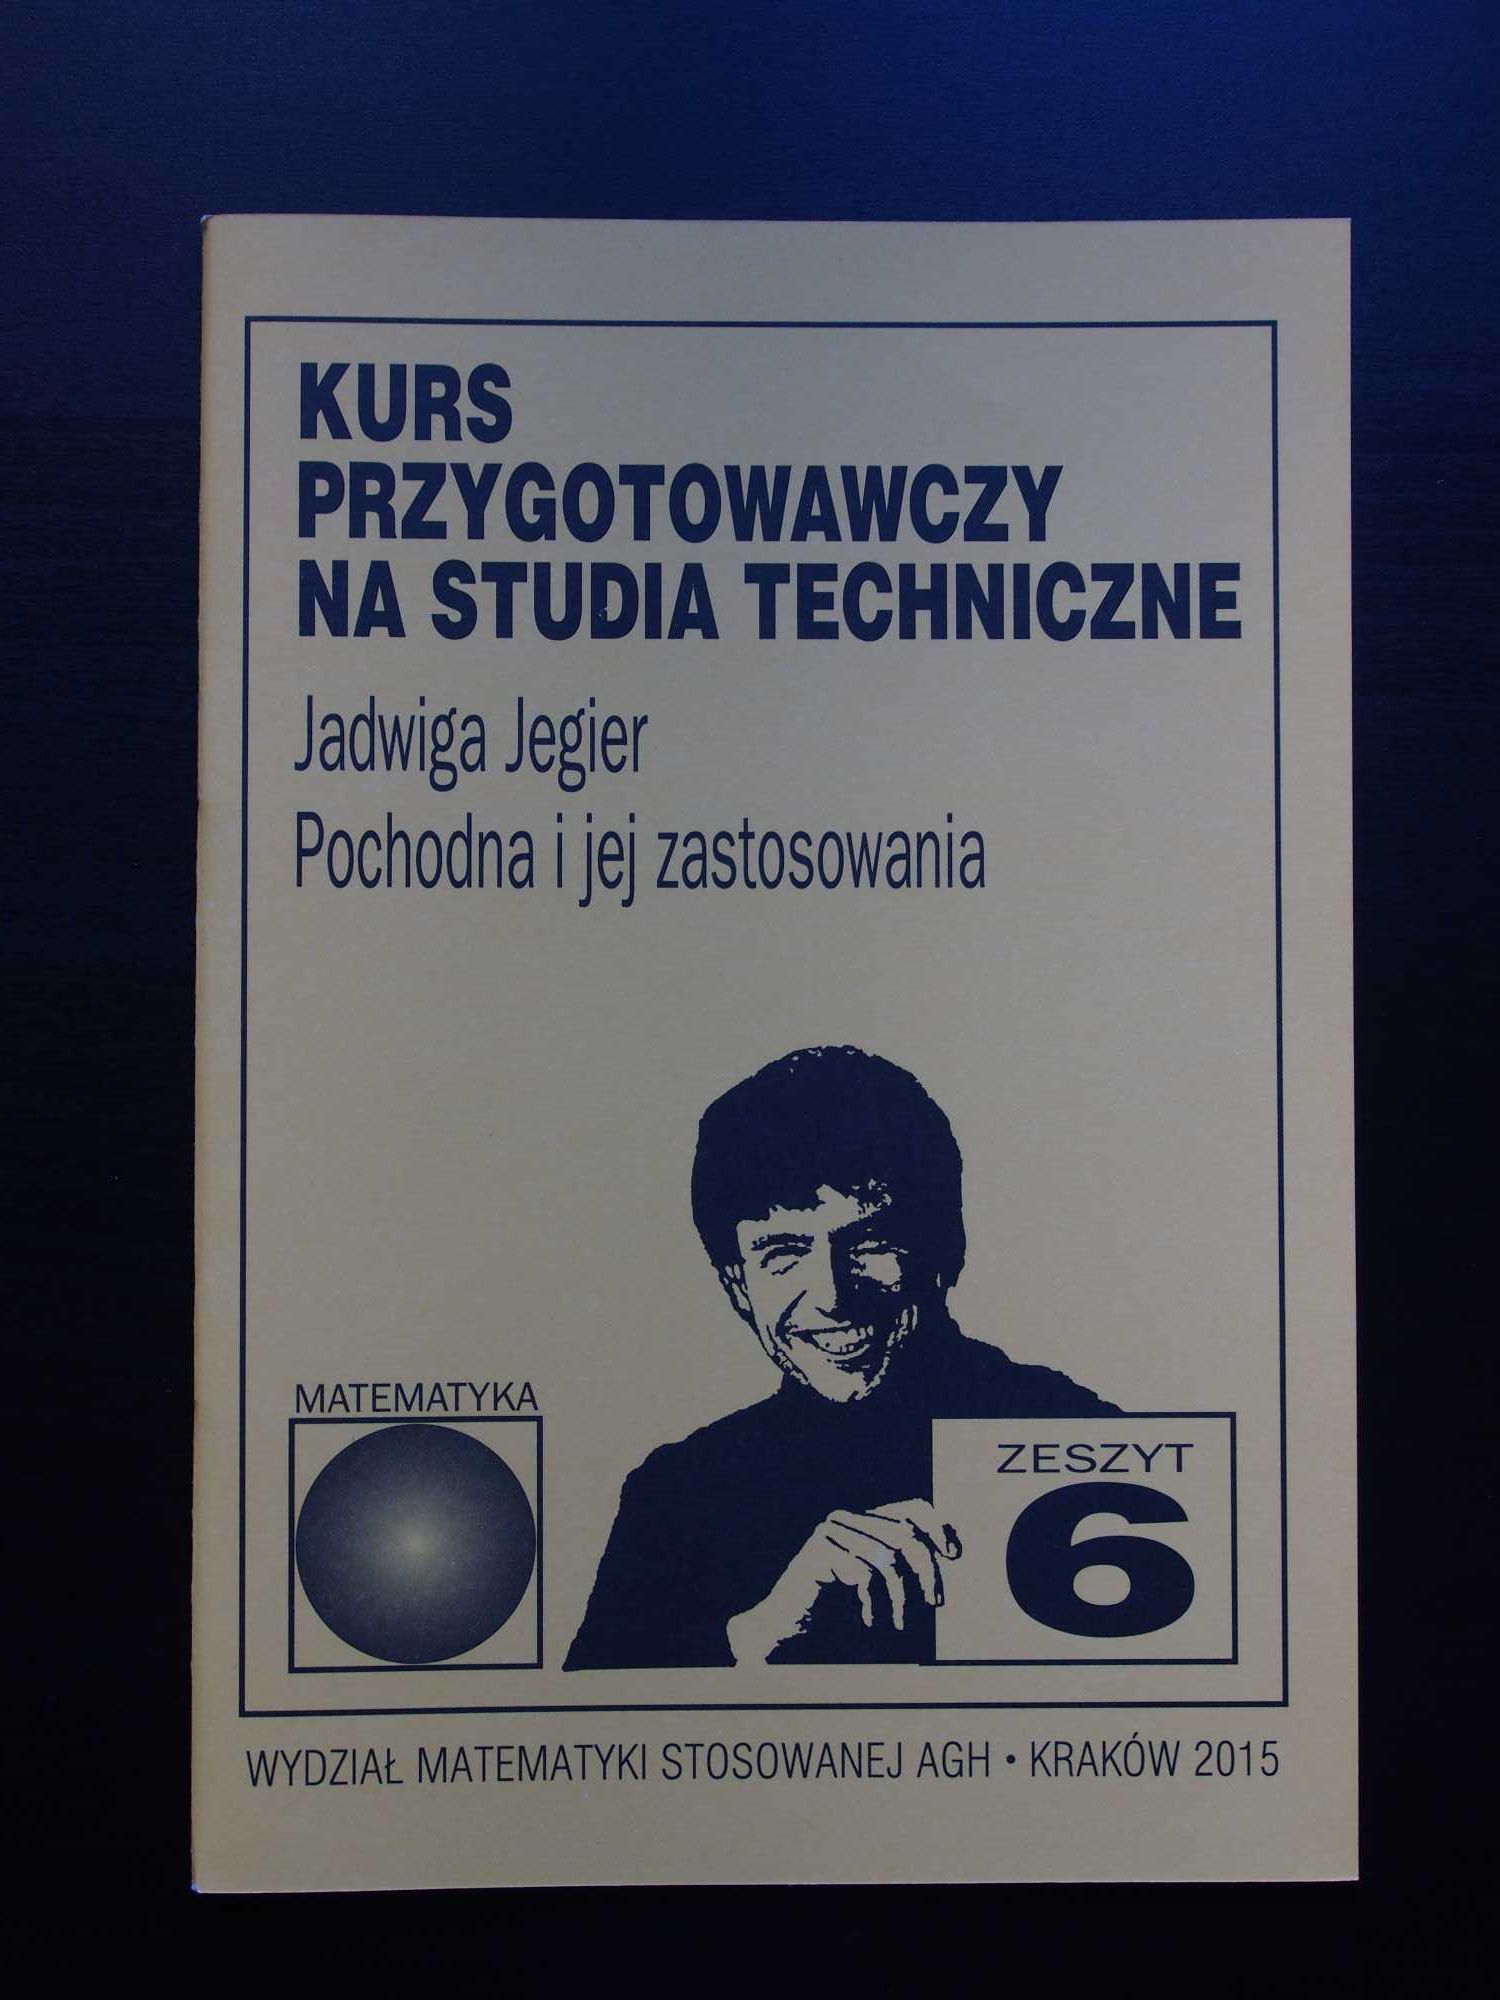 KURS
PRZYGOTOWAWCZY
NA STUDIA TECHNICZNE
Jadwiga Jegier
Pochodna i jej zastosowania
MATEMATYKA
ZESZYT
6
WYDZIAŁ MATEMATYKI STOSOWANEJ AGH • KRAKÓW 2015